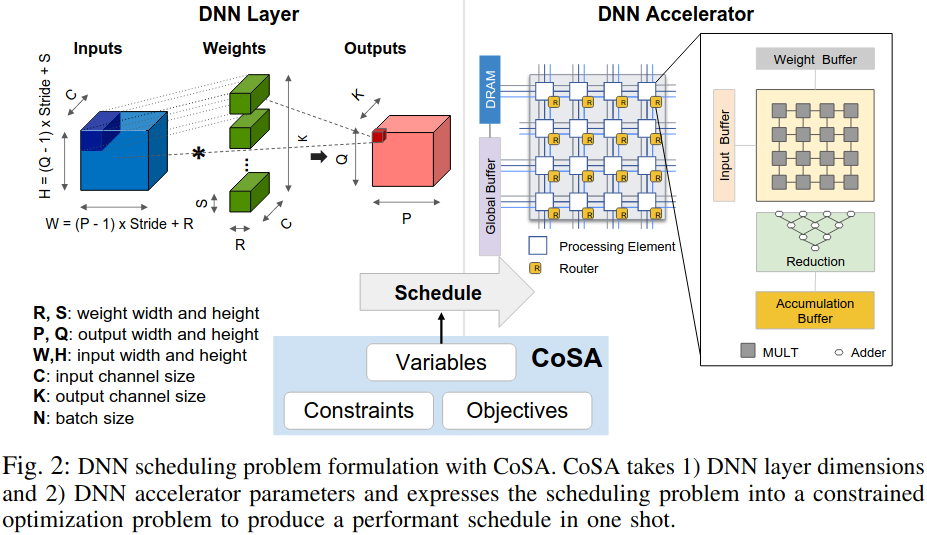 DNN Layer
DNN Accelerator
Inputs
Weights
Outputs
H = (Q - 1) x Stride + S
C
W = (P - 1) x Stride + R
*
...
K
S
R
C
K
Q
P
DRAM
Global Buffer
R R R R
R R R R
R R R R
R R R R
Processing Element
R Router
Weight Buffer
Input Buffer
Reduction
Accumulation
Buffer
MULT
Adder
Schedule
R, S: weight width and height
P, Q: output width and height
W,H: input width and height
C: input channel size
K: output channel size
N: batch size
Variables
CoSA
Constraints
Objectives
Fig. 2: DNN scheduling problem formulation with CoSA. CoSA takes 1) DNN layer dimensions
and 2) DNN accelerator parameters and expresses the scheduling problem into a constrained
optimization problem to produce a performant schedule in one shot.